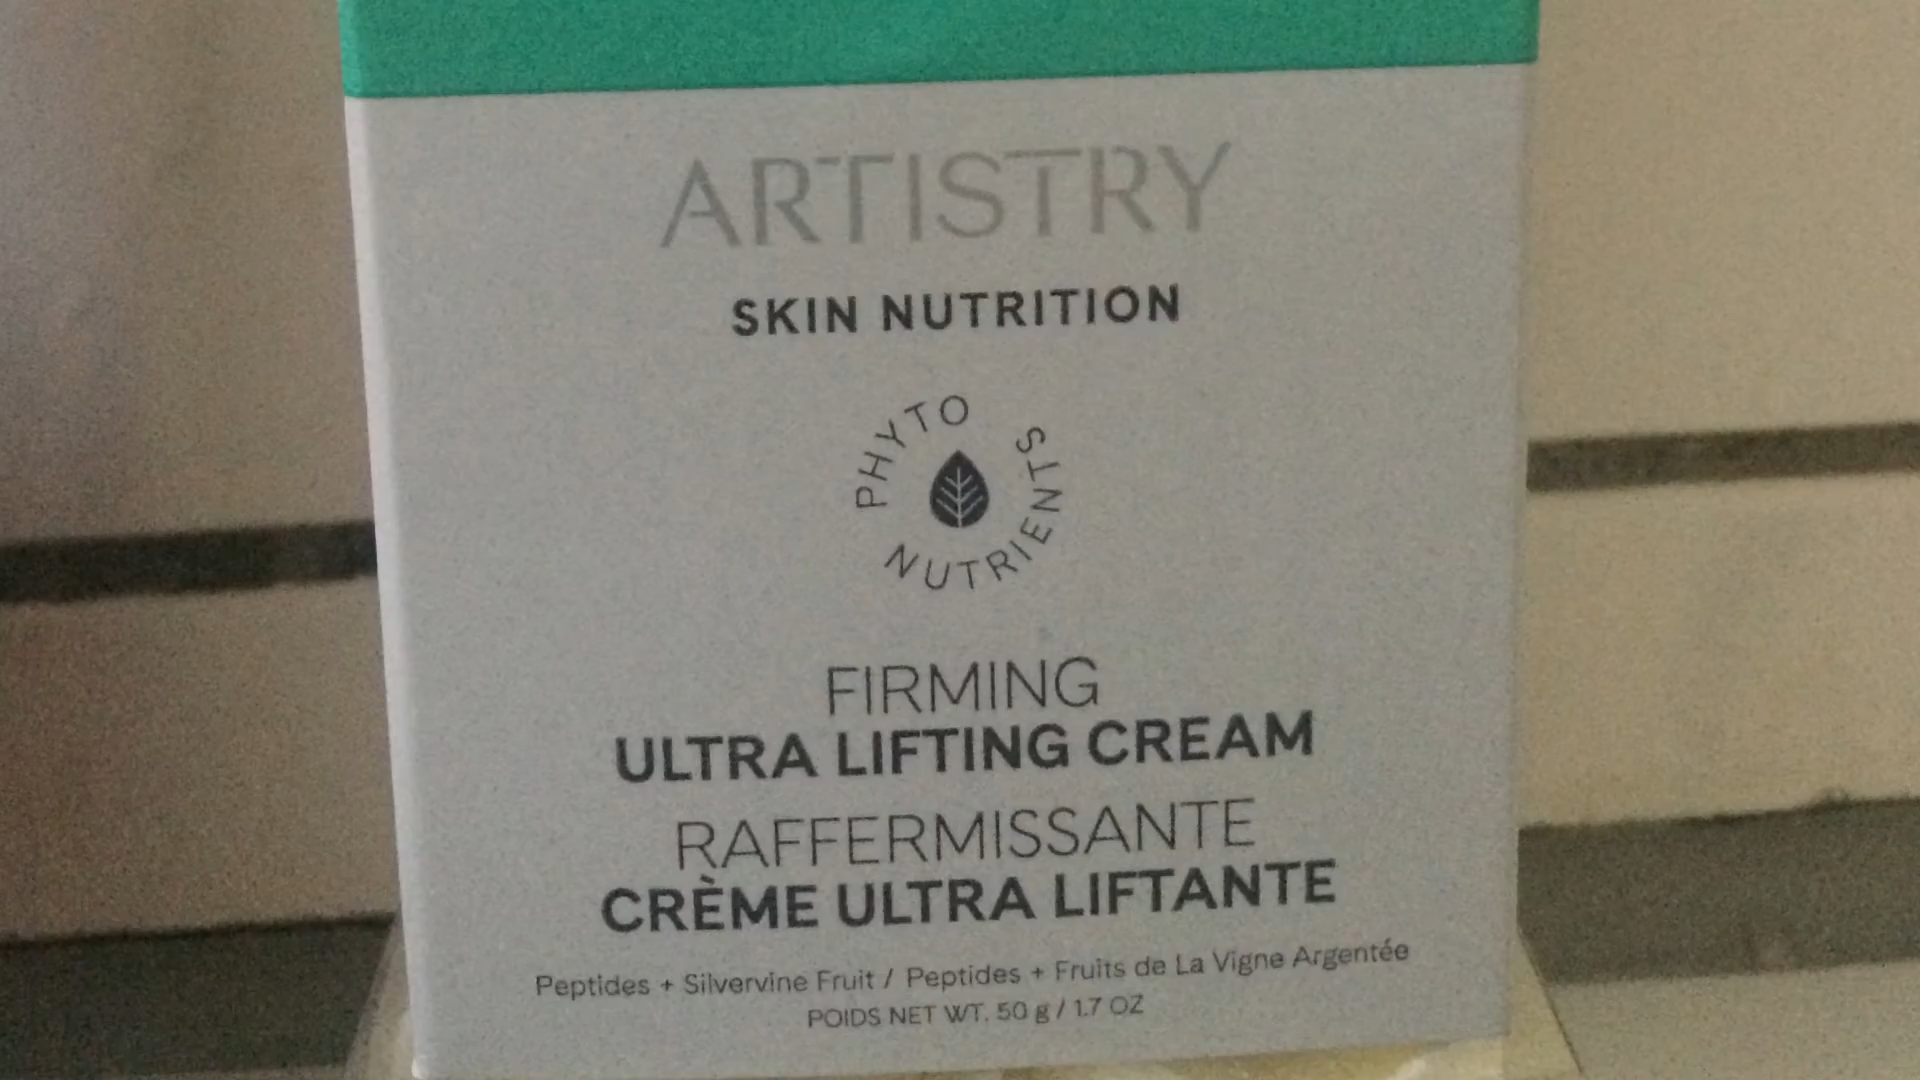 ARTISTRY
SKIN NUTRITION
PHYTO
NUTRIENTS
FIRMING
ULTRA LIFTING CREAM
RAFFERMISSANTE
CRÈME ULTRA LIFTANTE
Peptides + Silvervine Fruit / Peptides + Fruits de La Vigne Argentée
POIDS NET WT. 50 g / 1.7 OZ